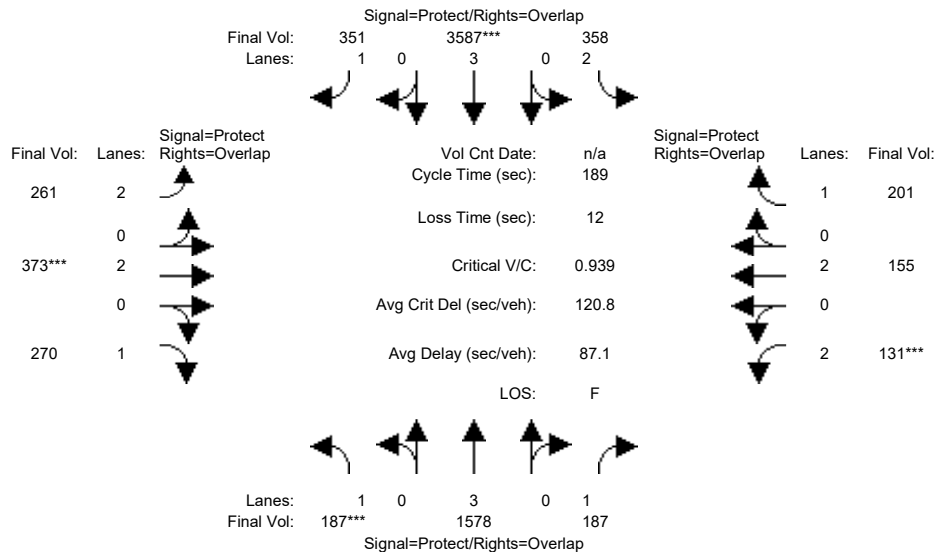 Signal=Protect/Rights=Overlap
Final Vol: 351 3587*** 358
Lanes: 1 0 3 0 2
Signal=Protect Signal=Protect
Final Vol: Lanes: Rights=Overlap Vol Cnt Date: n/a Rights=Overlap Lanes: Final Vol:
Cycle Time (sec): 189
261 2 1 201
Loss Time (sec): 12
0 0
373*** 2 Critical V/C: 0.939 2 155
0 Avg Crit Del (sec/veh): 120.8 0
270 1 Avg Delay (sec/veh): 87.1 2 131***
LOS: F
Lanes: 1 0 3 0 1
Final Vol: 187*** 1578 187
Signal=Protect/Rights=Overlap